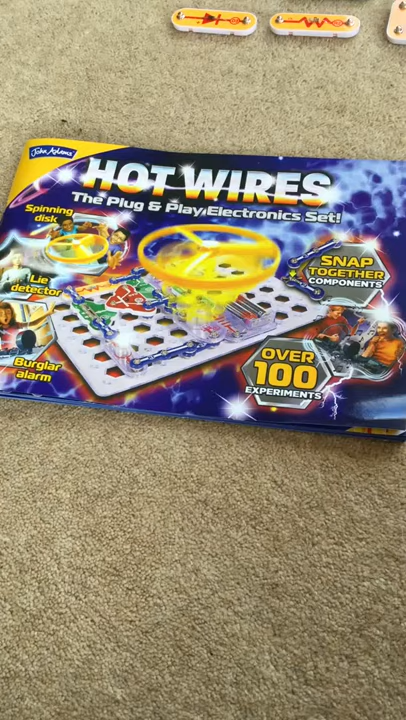 John Adams
HOT WIRES
The Plug & Play Electronics Set!
Spinning
disk
Lie
detector
Burglar
alarm
SNAP
TOGETHER
COMPONENTS
OVER
100
EXPERIMENTS